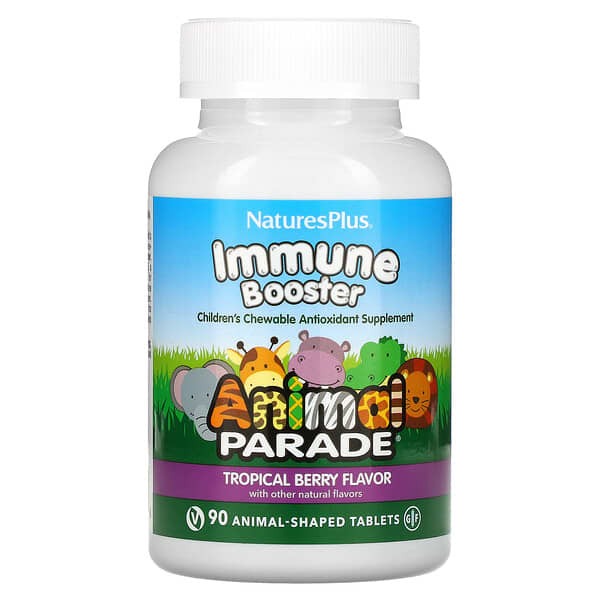 NaturesPlus®
Immune
Booster
Children's Chewable Antioxidant Supplement
Animal
PARADE®
TROPICAL BERRY FLAVOR
with other natural flavors
V 90 ANIMAL-SHAPED TABLETS GF